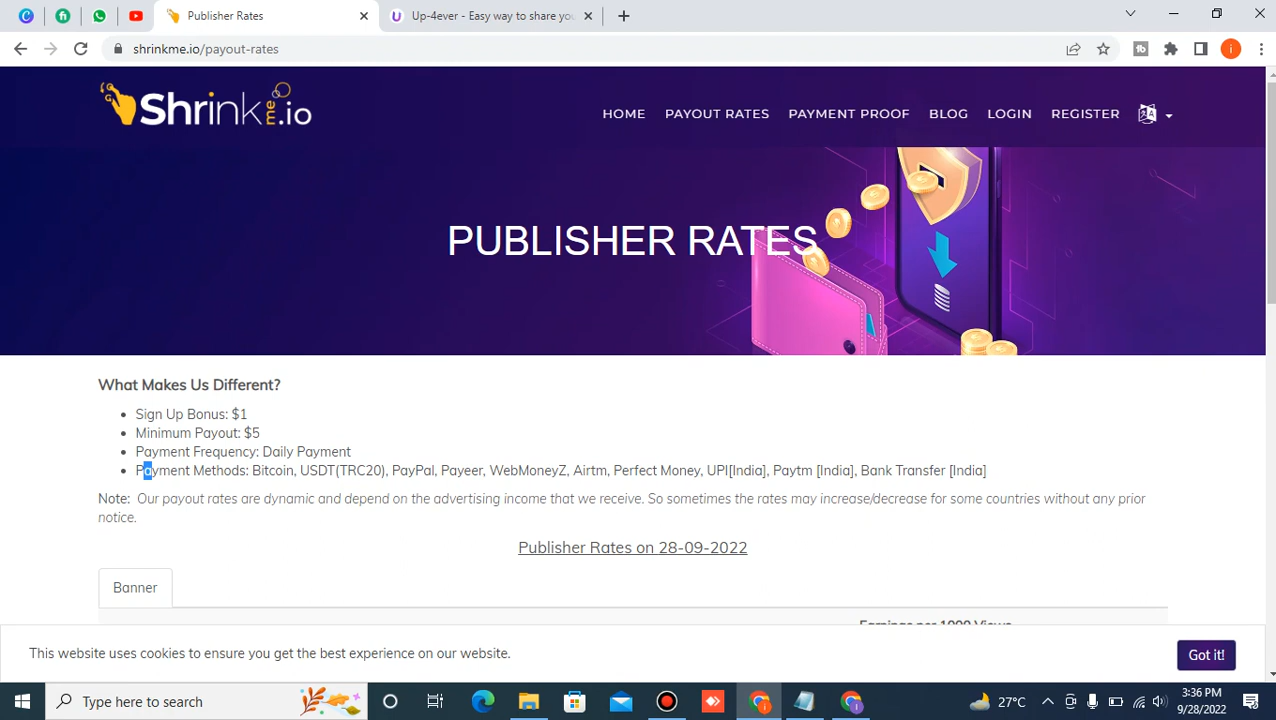 Publisher Rates
Up-4ever - Easy way to share you
shrinkme.io/payout-rates
Shrinkme.io
HOME PAYOUT RATES PAYMENT PROOF BLOG LOGIN REGISTER
PUBLISHER RATES
What Makes Us Different?
Sign Up Bonus: $1
Minimum Payout: $5
Payment Frequency: Daily Payment
Payment Methods: Bitcoin, USDT(TRC20), PayPal, Payeer, WebMoneyZ, Airtm, Perfect Money, UPI[India], Paytm [India], Bank Transfer [India]
Note: Our payout rates are dynamic and depend on the advertising income that we receive. So sometimes the rates may increase/decrease for some countries without any prior
notice.
Publisher Rates on 28-09-2022
Banner
Earnings per 1000 Views
This website uses cookies to ensure you get the best experience on our website.
Got it!
Type here to search
27°C
3:36 PM
9/28/2022